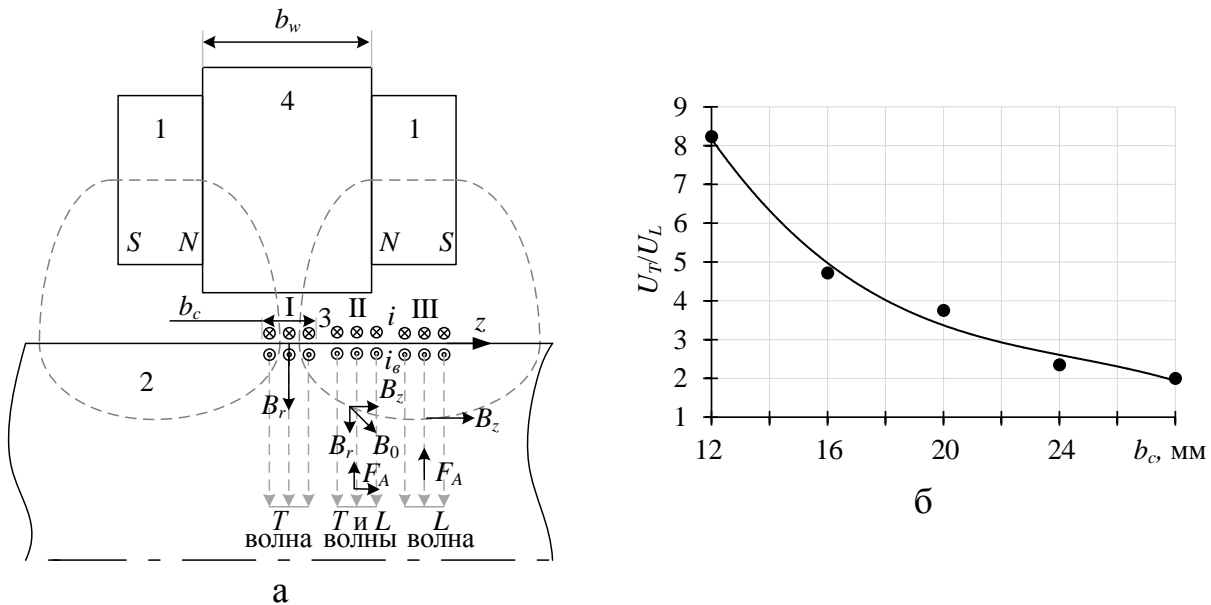 b_w
4
1
1
S N
N S
b_c
I
3
II
i
III
z
2
i_в
B_r
B_z
B_z
B_r
B_0
F_A
F_A
T
волна
T и L
волны
L
волна
а
U_T/U_L
9
8
7
6
5
4
3
2
1
12
16
20
24
b_c, мм
б